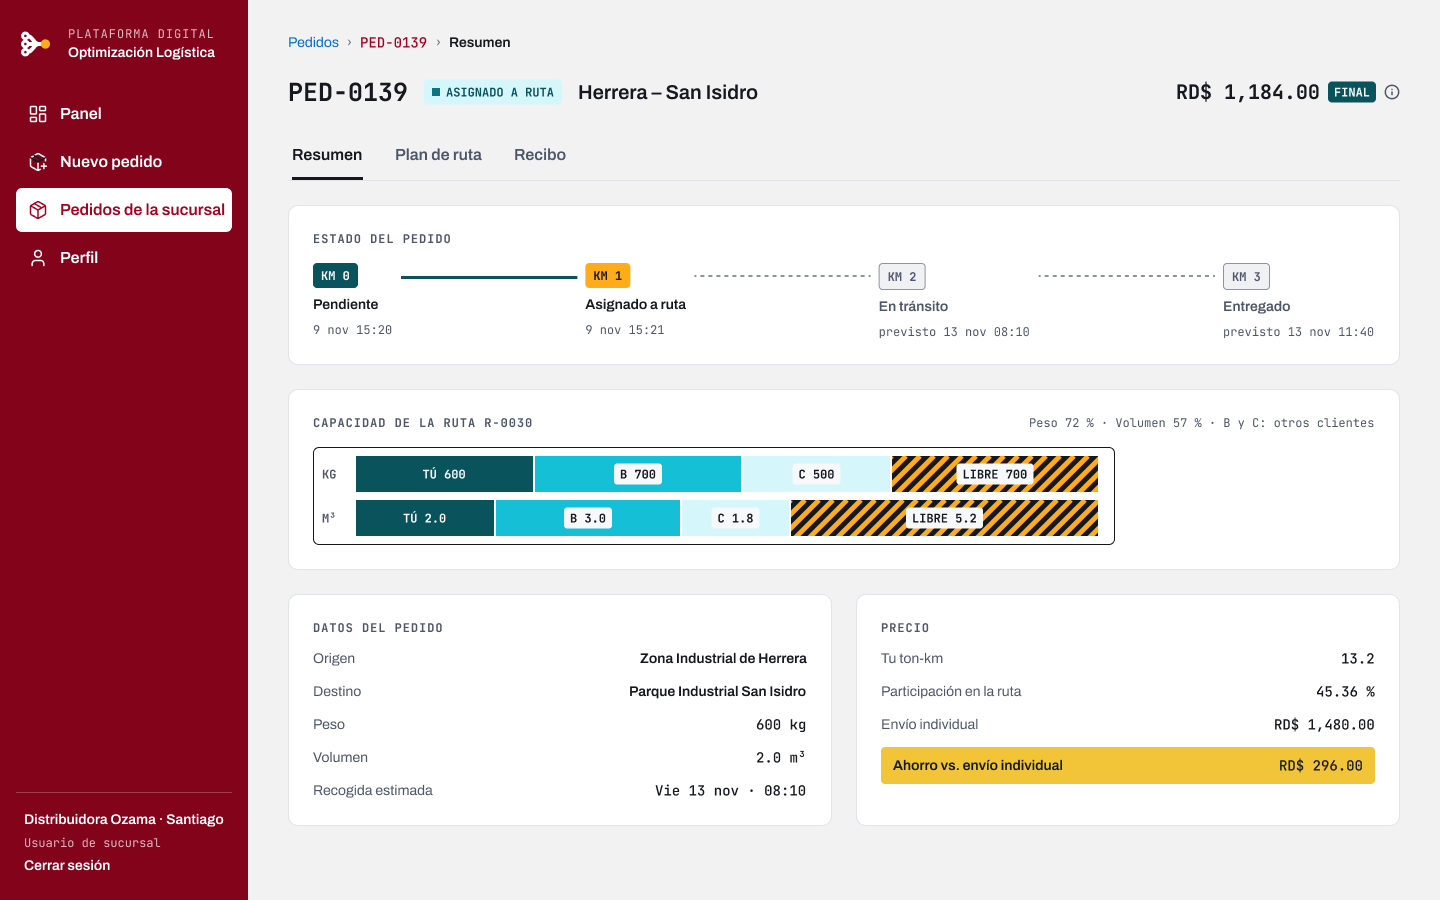 PLATAFORMA DIGITAL
Optimización Logística
Panel
Nuevo pedido
Pedidos de la sucursal
Perfil
Distribuidora Ozama · Santiago
Usuario de sucursal
Cerrar sesión
Pedidos › PED-0139 › Resumen
PED-0139 ASIGNADO A RUTA Herrera – San Isidro RD$ 1,184.00 FINAL
Resumen Plan de ruta Recibo
ESTADO DEL PEDIDO
KM 0 KM 1 KM 2 KM 3
Pendiente Asignado a ruta En tránsito Entregado
9 nov 15:20 9 nov 15:21 previsto 13 nov 08:10 previsto 13 nov 11:40
CAPACIDAD DE LA RUTA R-0030 Peso 72 % · Volumen 57 % · B y C: otros clientes
KG TÚ 600 B 700 C 500 LIBRE 700
M³ TÚ 2.0 B 3.0 C 1.8 LIBRE 5.2
DATOS DEL PEDIDO
Origen Zona Industrial de Herrera
Destino Parque Industrial San Isidro
Peso 600 kg
Volumen 2.0 m³
Recogida estimada Vie 13 nov · 08:10
PRECIO
Tu ton-km 13.2
Participación en la ruta 45.36 %
Envío individual RD$ 1,480.00
Ahorro vs. envío individual RD$ 296.00